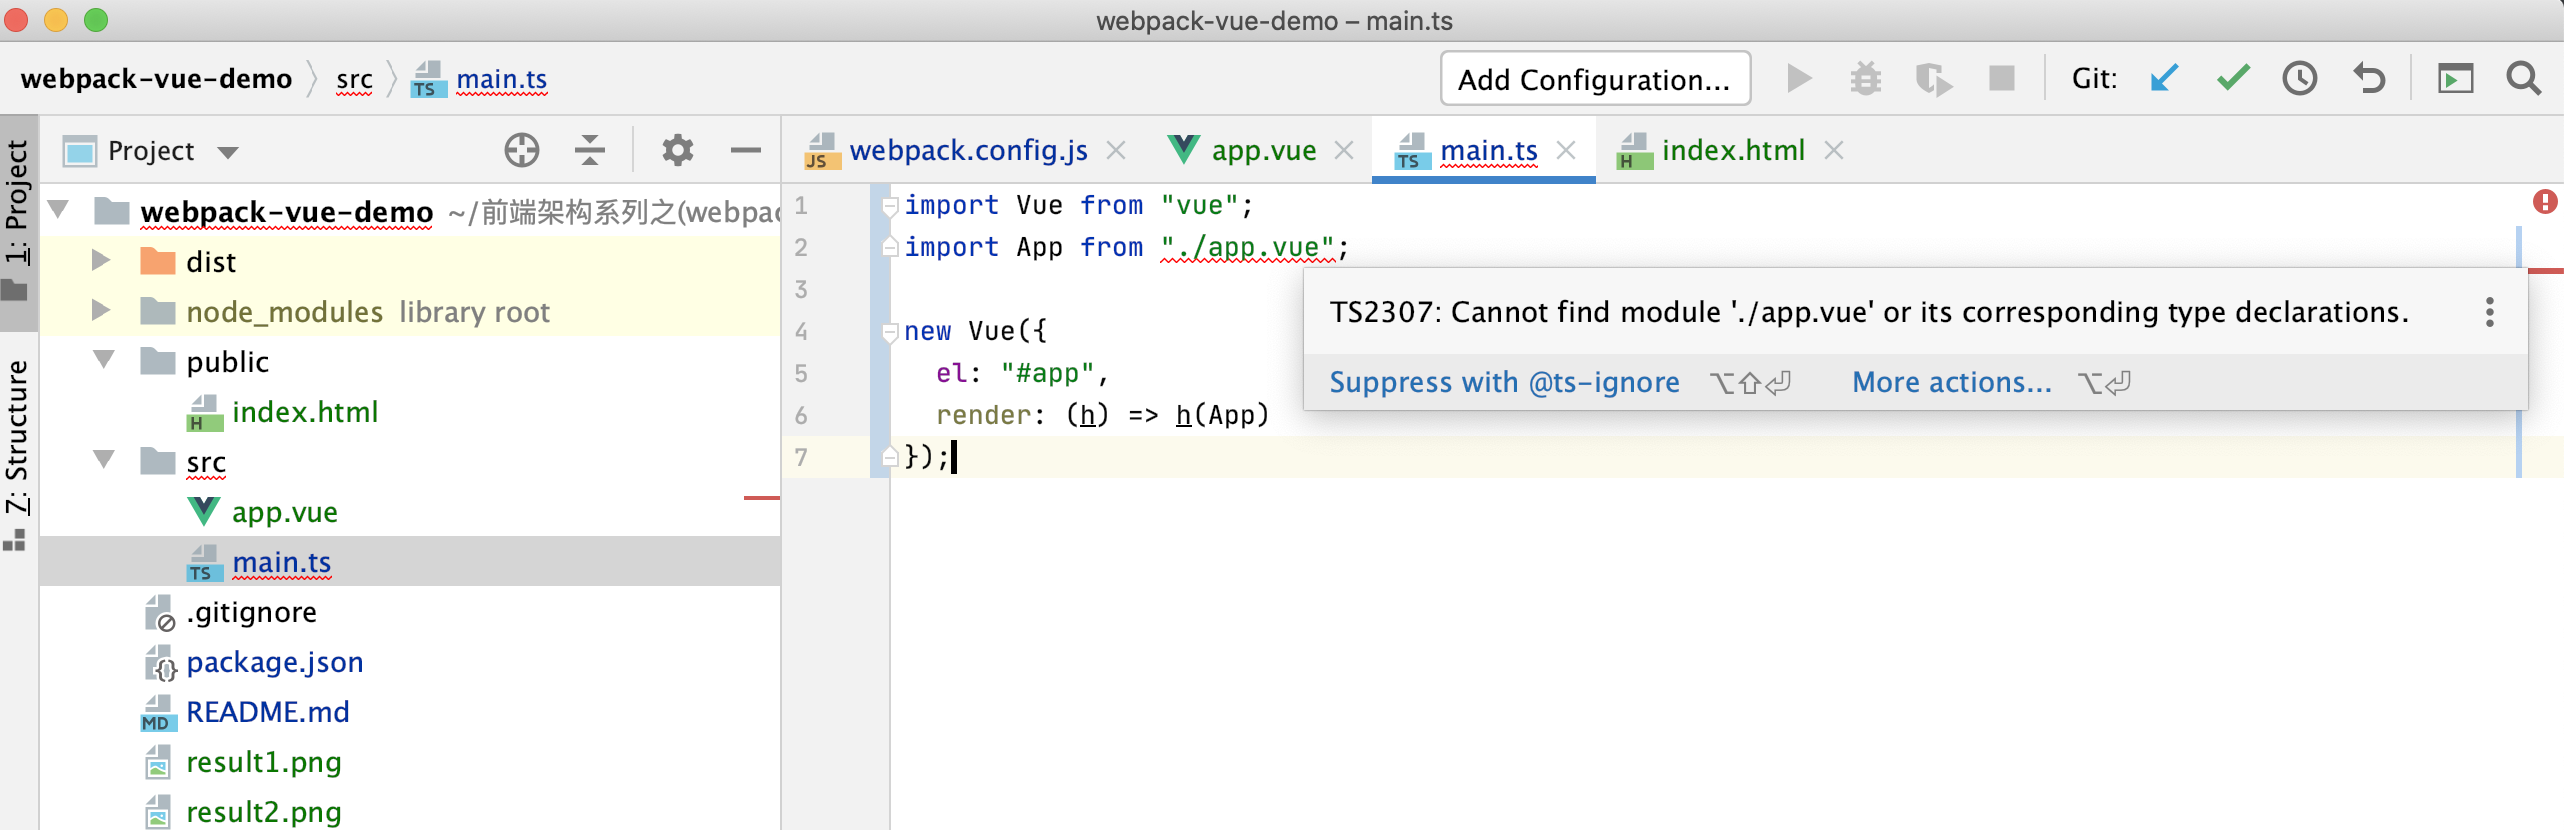 webpack-vue-demo – main.ts
webpack-vue-demo src TS main.ts Add Configuration... Git:
1: Project
Z: Structure
Project
webpack-vue-demo ~/前端架构系列之(webpac
dist
node_modules library root
public
H index.html
src
app.vue
TS main.ts
.gitignore
package.json
MD README.md
result1.png
result2.png
JS webpack.config.js app.vue TS main.ts H index.html
1 import Vue from "vue";
2 import App from "./app.vue";
3
4 new Vue({
5 el: "#app",
6 render: (h) => h(App)
7 });
TS2307: Cannot find module './app.vue' or its corresponding type declarations.
Suppress with @ts-ignore ⌥⇧⏎ More actions... ⌥⏎